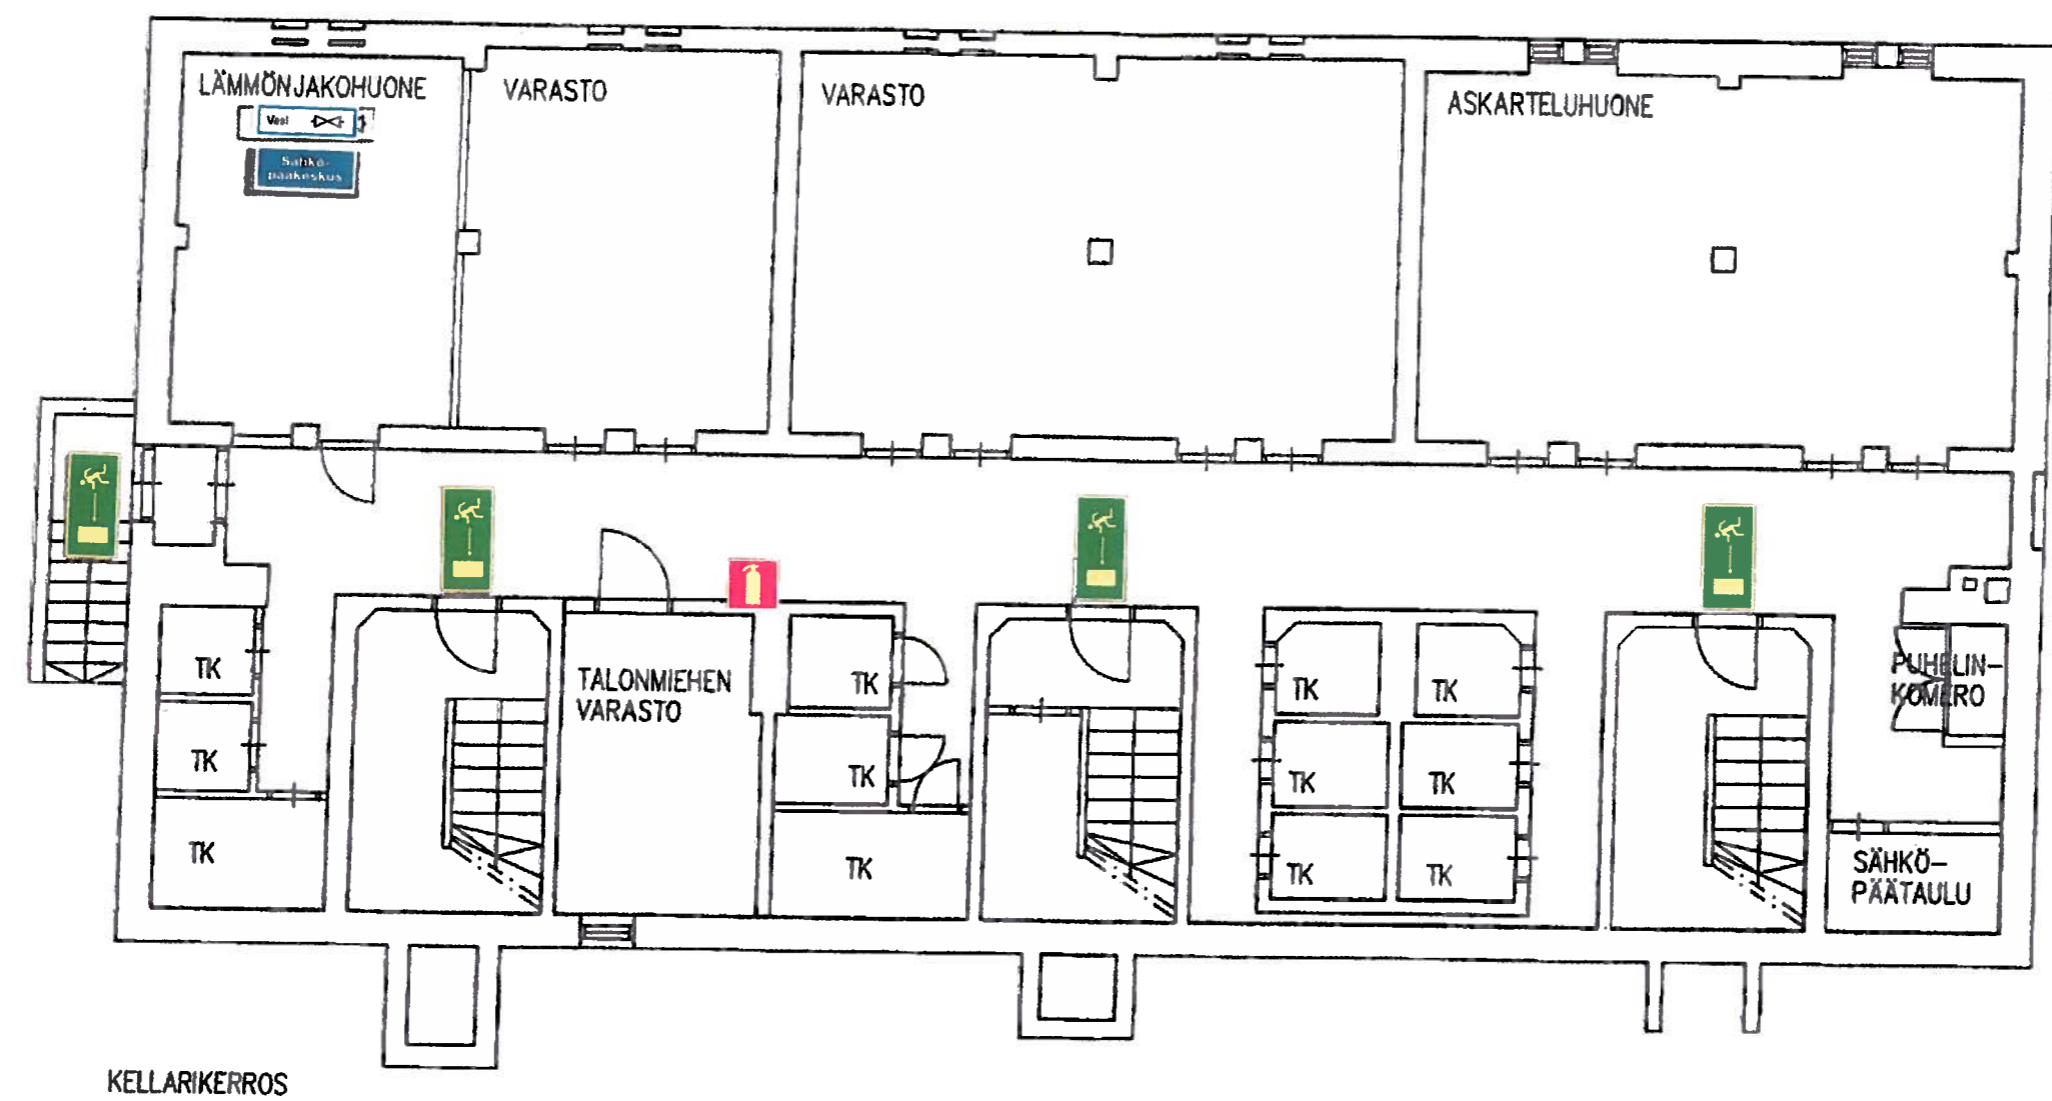 LÄMMÖNJAKOHUONE
Vesi
Sähkö-
pääkeskus
VARASTO
VARASTO
ASKARTELUHUONE
TK
TK
TK
TALONMIEHEN
VARASTO
TK
TK
TK
TK
TK
TK
TK
TK
TK
PUHELIN-
KOMERO
SÄHKÖ-
PÄÄTAULU
KELLARIKERROS